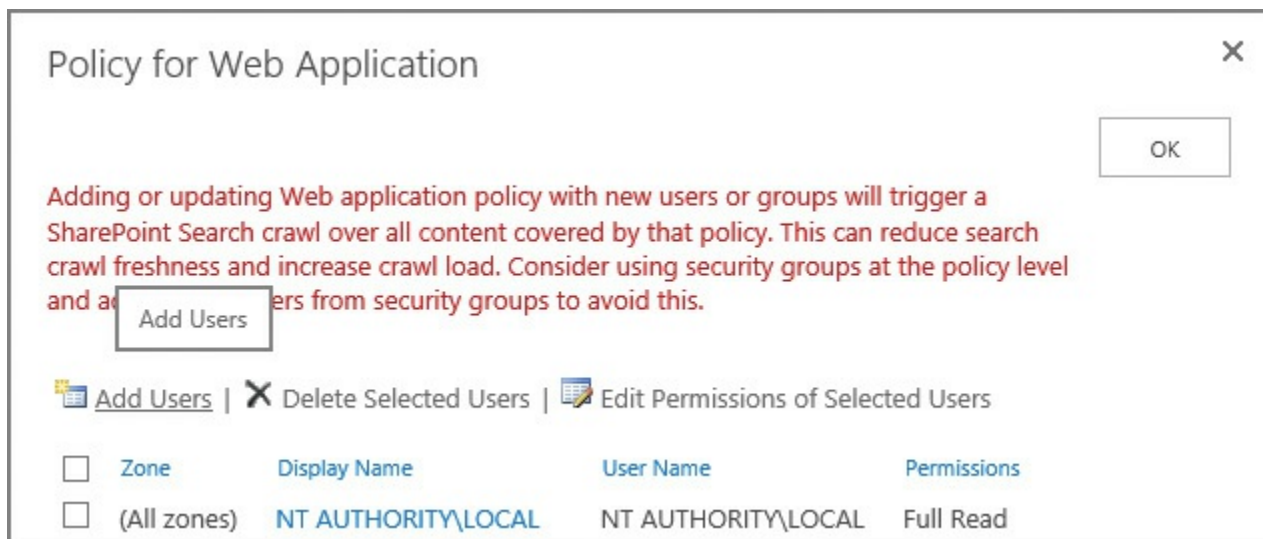 Policy for Web Application
OK
Adding or updating Web application policy with new users or groups will trigger a
SharePoint Search crawl over all content covered by that policy. This can reduce search
crawl freshness and increase crawl load. Consider using security groups at the policy level
and ers from security groups to avoid this.
Add Users
Add Users | Delete Selected Users | Edit Permissions of Selected Users
Zone Display Name User Name Permissions
(All zones) NT AUTHORITY\LOCAL NT AUTHORITY\LOCAL Full Read